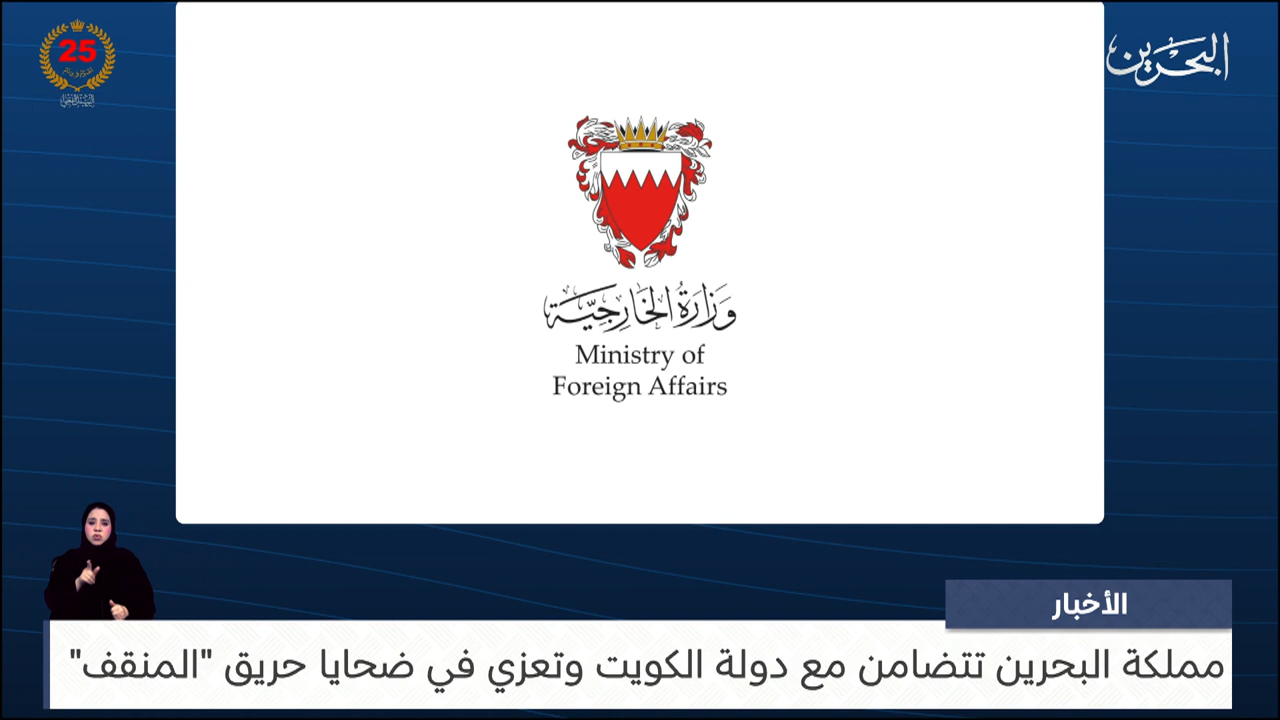 25
البحرين
وزارة الخارجية
Ministry of
Foreign Affairs
الأخبار
مملكة البحرين تتضامن مع دولة الكويت وتعزي في ضحايا حريق "المنقف"